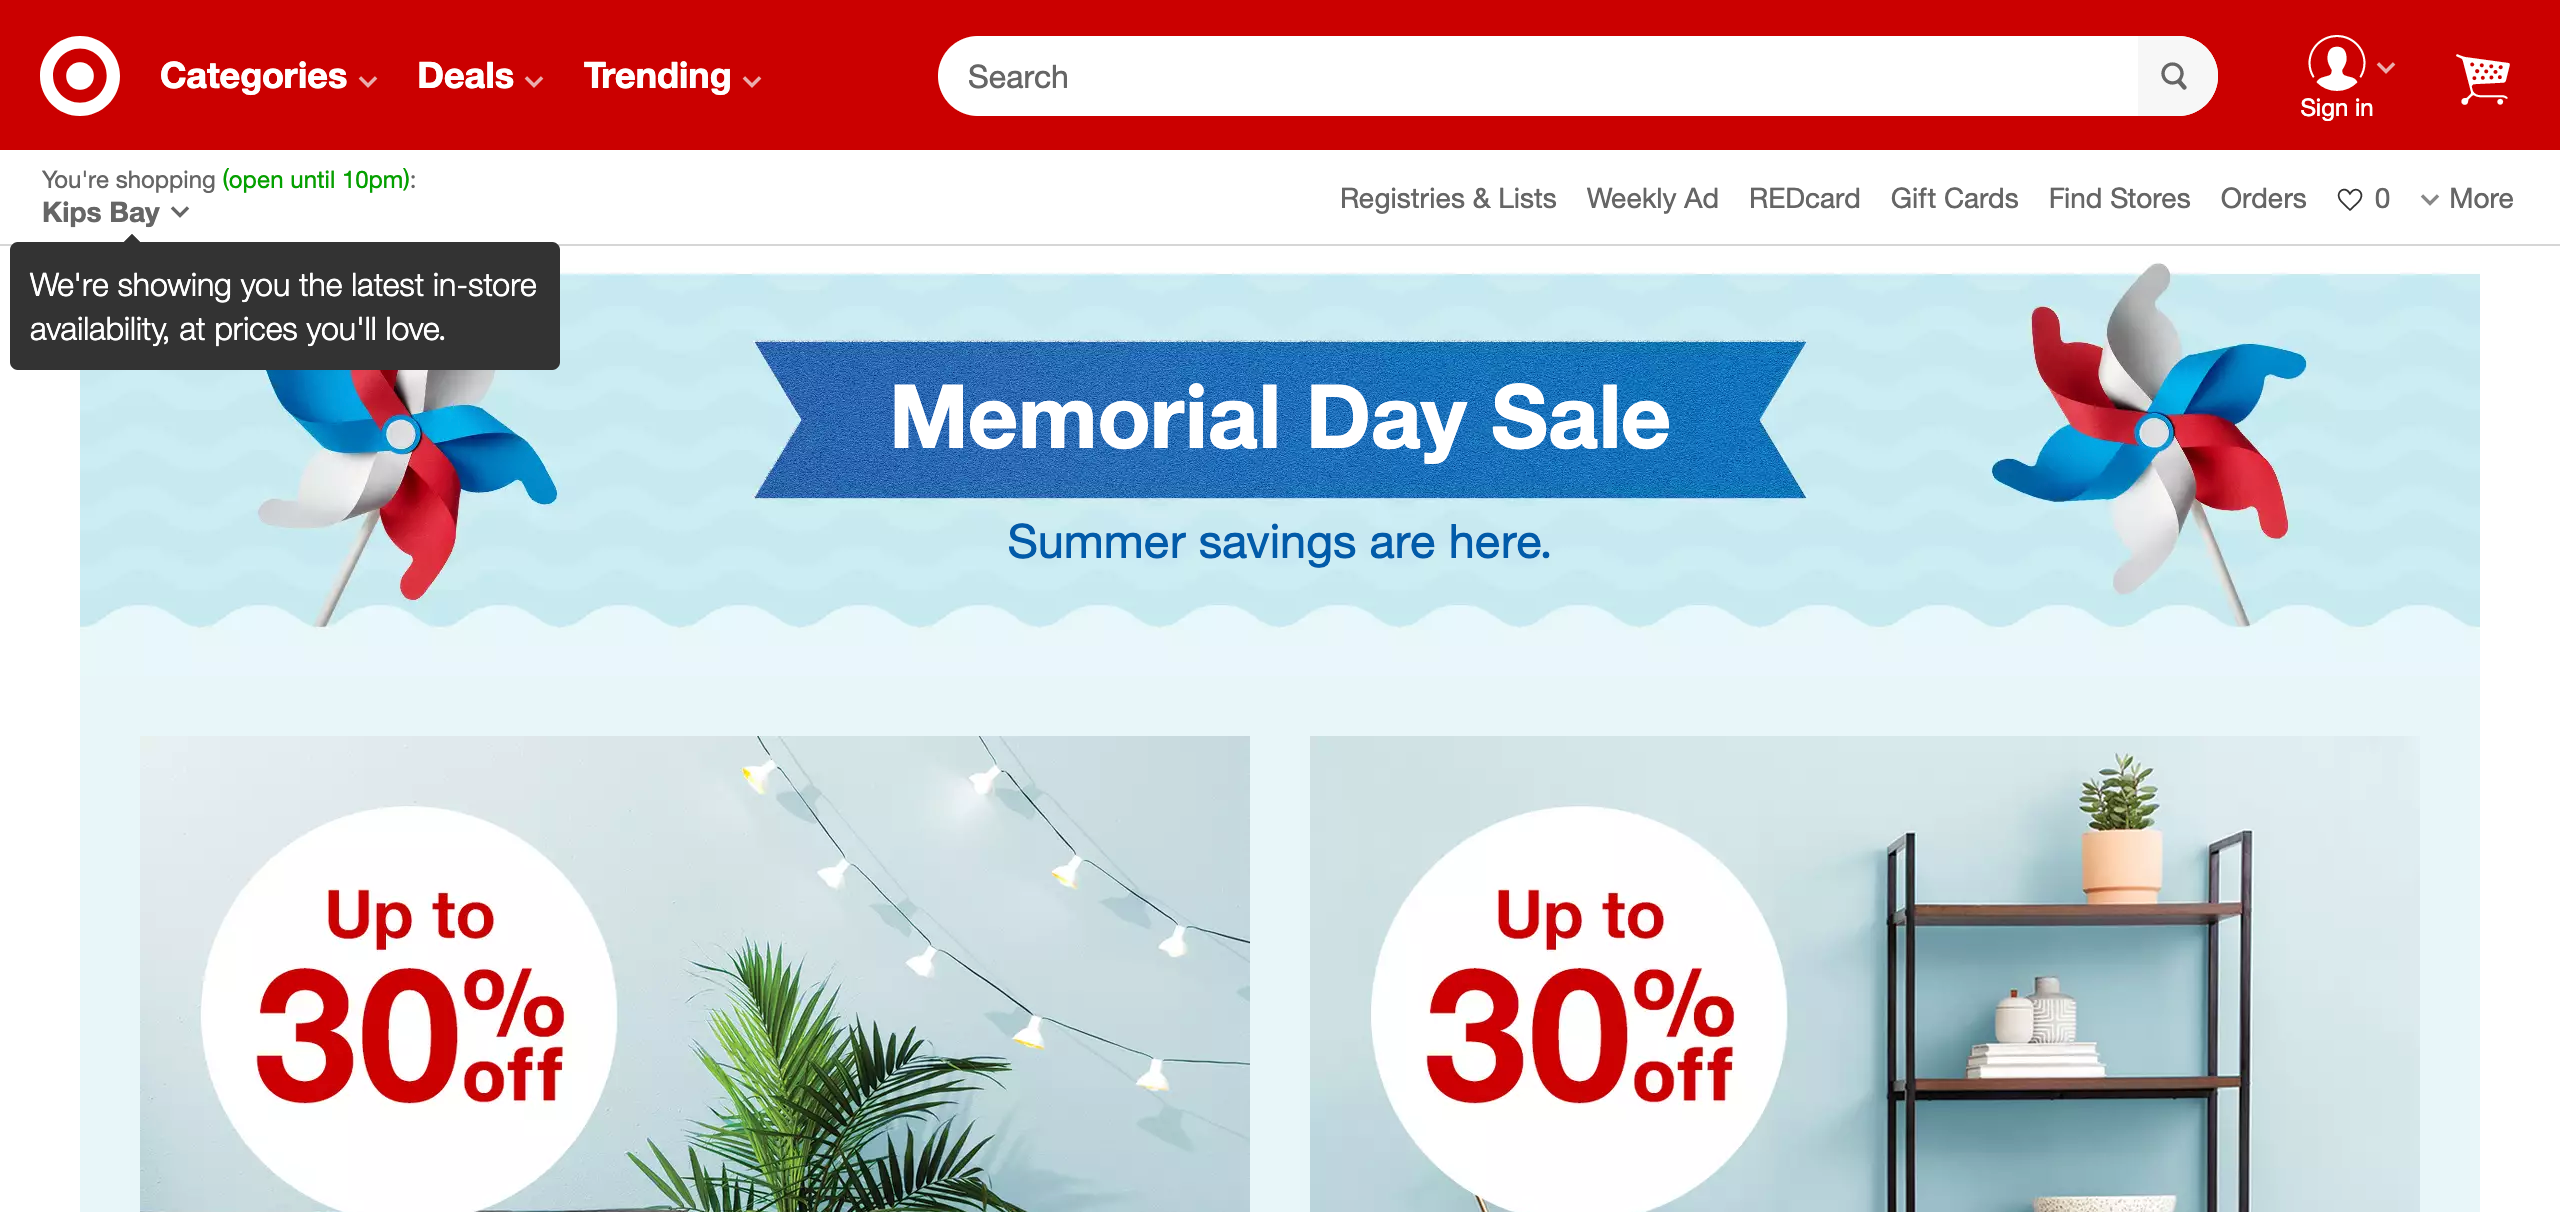 Categories
Deals
Trending
Search
Sign in
You're shopping (open until 10pm):
Kips Bay
Registries & Lists
Weekly Ad
REDcard
Gift Cards
Find Stores
Orders
0
More
We're showing you the latest in-store
availability, at prices you'll love.
Memorial Day Sale
Summer savings are here.
Up to
30%
off
Up to
30%
off